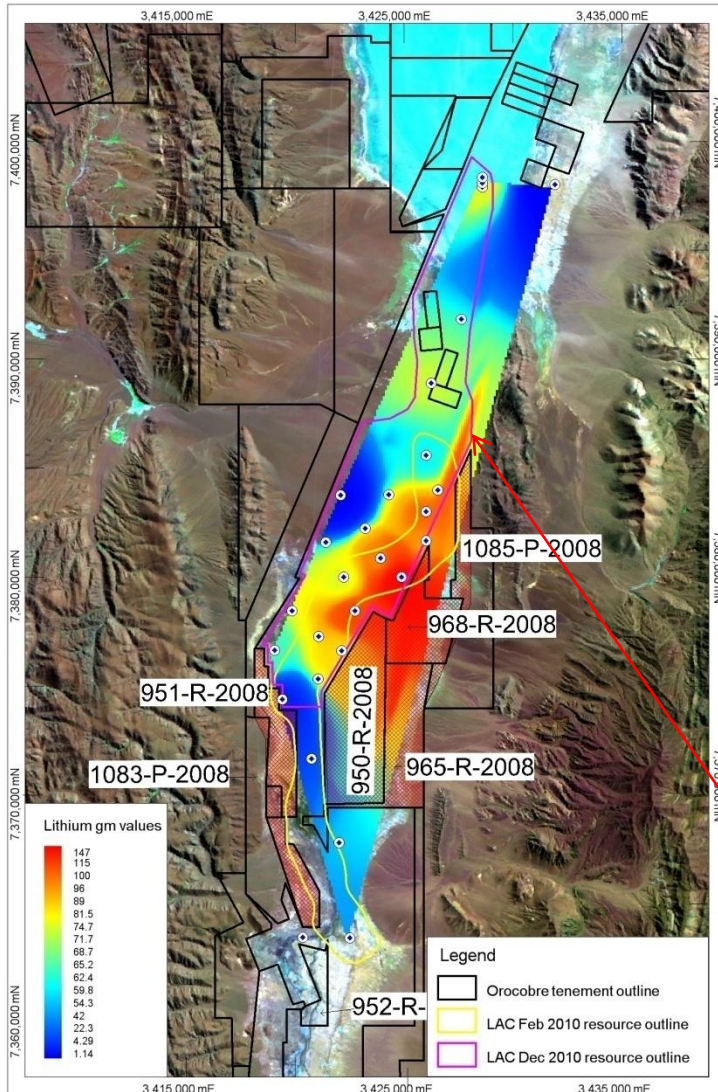 3,415,000 mE
3,425,000 mE
3,435,000 mE
7,400,000 mN
7,390,000 mN
7,380,000 mN
7,370,000 mN
7,360,000 mN
1085-P-2008
968-R-2008
951-R-2008
950-R-2008
1083-P-2008
965-R-2008
952-R-
Lithium gm values
147
115
100
96
89
81.5
74.7
71.7
68.7
65.2
62.4
59.8
54.3
42
22.3
4.29
1.14
Legend
Orocobre tenement outline
LAC Feb 2010 resource outline
LAC Dec 2010 resource outline
3,415,000 mE
3,425,000 mE
3,435,000 mE